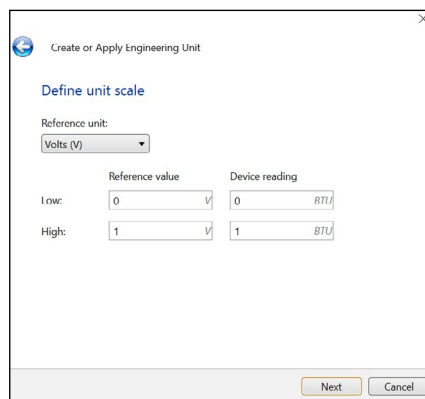 Create or Apply Engineering Unit
Define unit scale
Reference unit:
Volts (V)
Reference value Device reading
Low: 0 V 0 BTU
High: 1 V 1 BTU
Next Cancel